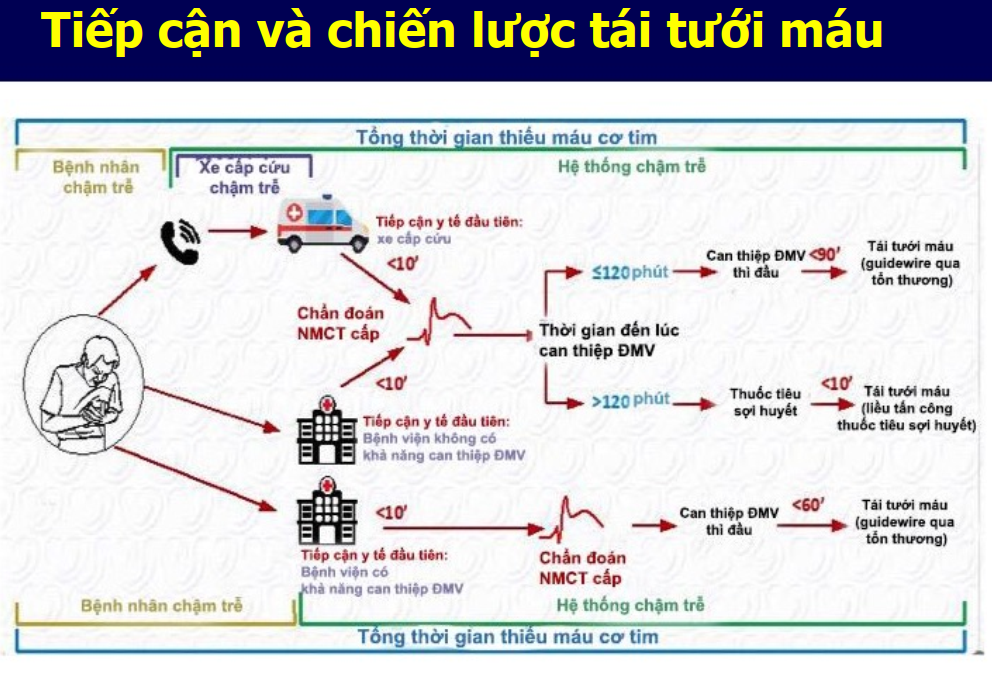 Tiếp cận và chiến lược tái tưới máu
Tổng thời gian thiếu máu cơ tim
Bệnh nhân
chậm trễ
Xe cấp cứu
chậm trễ
Hệ thống chậm trễ
Tiếp cận y tế đầu tiên:
xe cấp cứu
<10’
Chẩn đoán
NMCT cấp
<10’
Tiếp cận y tế đầu tiên:
Bệnh viện không có
khả năng can thiệp ĐMV
Thời gian đến lúc
can thiệp ĐMV
≤120 phút
Can thiệp ĐMV
thì đầu
<90’
Tái tưới máu
(guidewire qua
tổn thương)
>120 phút
Thuốc tiêu
sợi huyết
<10’
Tái tưới máu
(liều tấn công
thuốc tiêu sợi huyết)
<10’
Tiếp cận y tế đầu tiên:
Bệnh viện có
khả năng can thiệp ĐMV
Chẩn đoán
NMCT cấp
Can thiệp ĐMV
thì đầu
<60’
Tái tưới máu
(guidewire qua
tổn thương)
Bệnh nhân chậm trễ
Hệ thống chậm trễ
Tổng thời gian thiếu máu cơ tim